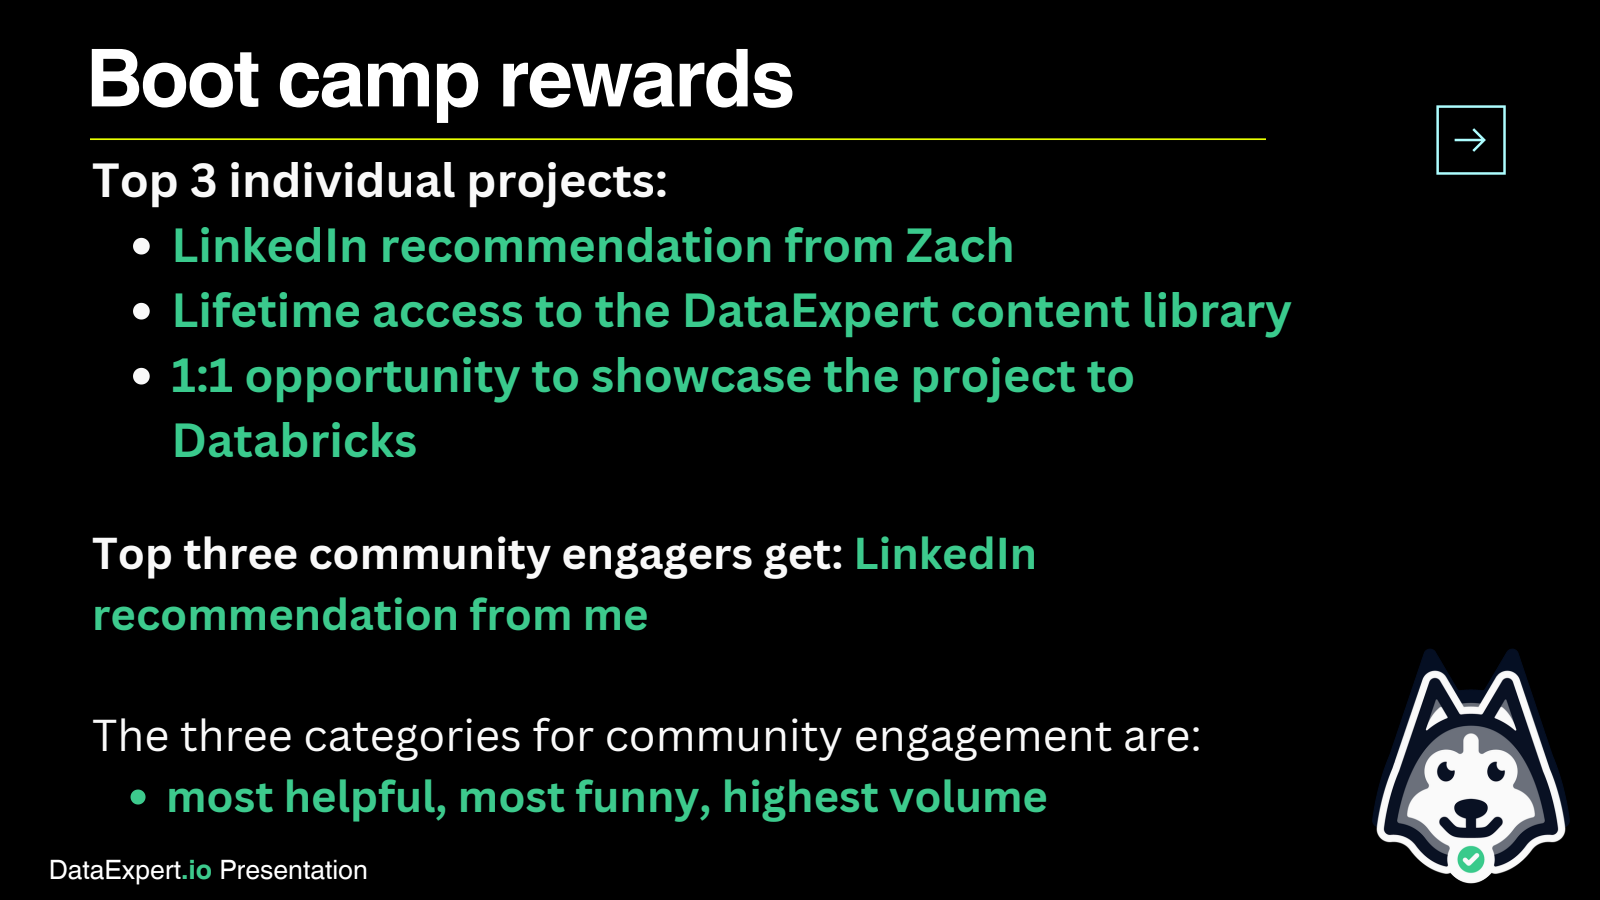 Boot camp rewards
Top 3 individual projects:
• LinkedIn recommendation from Zach
• Lifetime access to the DataExpert content library
• 1:1 opportunity to showcase the project to
Databricks
Top three community engagers get: LinkedIn
recommendation from me
The three categories for community engagement are:
• most helpful, most funny, highest volume
DataExpert.io Presentation